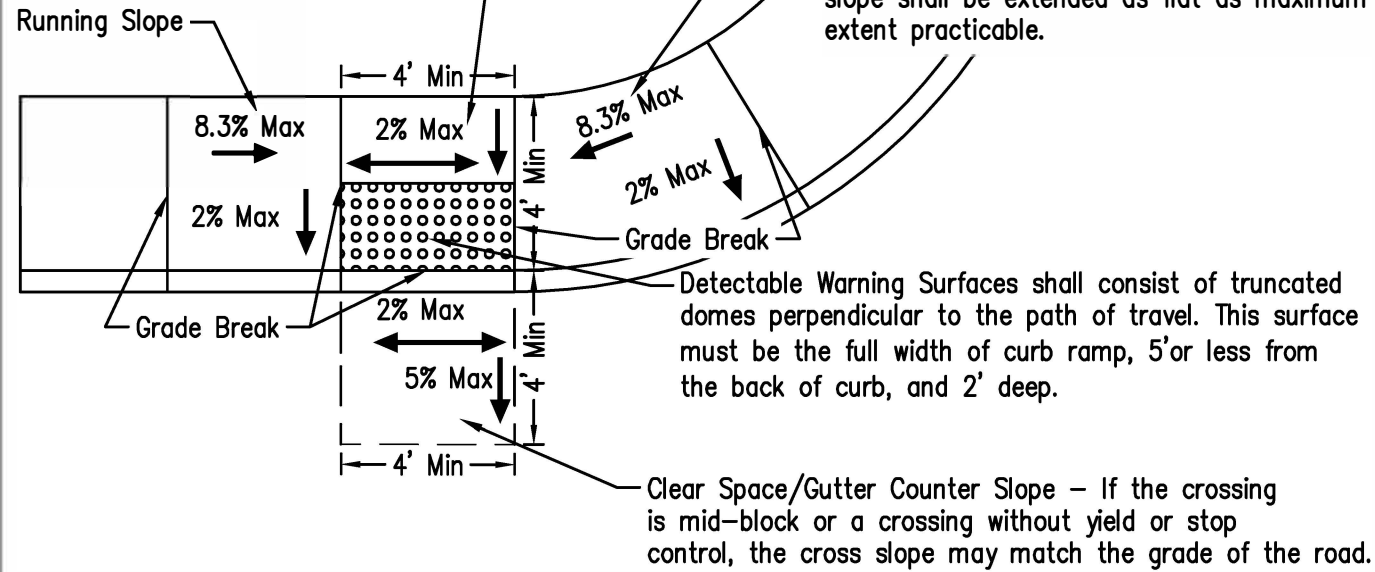 slope shall be extended as flat as maximum
extent practicable.
Running Slope
4' Min
8.3% Max
2% Max
8.3% Max
Min
4'
2% Max
2% Max
Grade Break
Grade Break
2% Max
Min
4'
5% Max
4' Min
Detectable Warning Surfaces shall consist of truncated
domes perpendicular to the path of travel. This surface
must be the full width of curb ramp, 5'or less from
the back of curb, and 2' deep.
Clear Space/Gutter Counter Slope – If the crossing
is mid–block or a crossing without yield or stop
control, the cross slope may match the grade of the road.